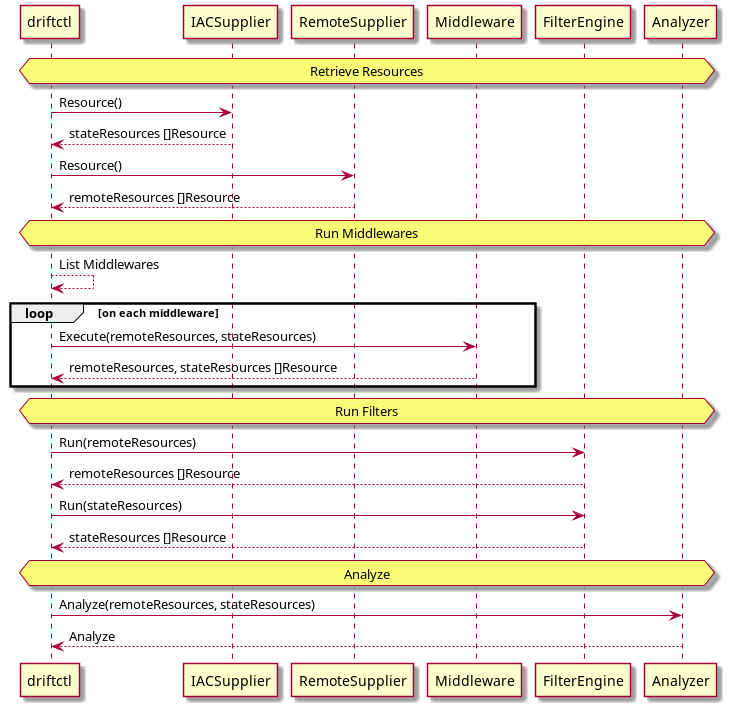 driftctl IACSupplier RemoteSupplier Middleware FilterEngine Analyzer
Retrieve Resources
Resource()
stateResources []Resource
Resource()
remoteResources []Resource
Run Middlewares
List Middlewares
loop [on each middleware]
Execute(remoteResources, stateResources)
remoteResources, stateResources []Resource
Run Filters
Run(remoteResources)
remoteResources []Resource
Run(stateResources)
stateResources []Resource
Analyze
Analyze(remoteResources, stateResources)
Analyze
driftctl IACSupplier RemoteSupplier Middleware FilterEngine Analyzer